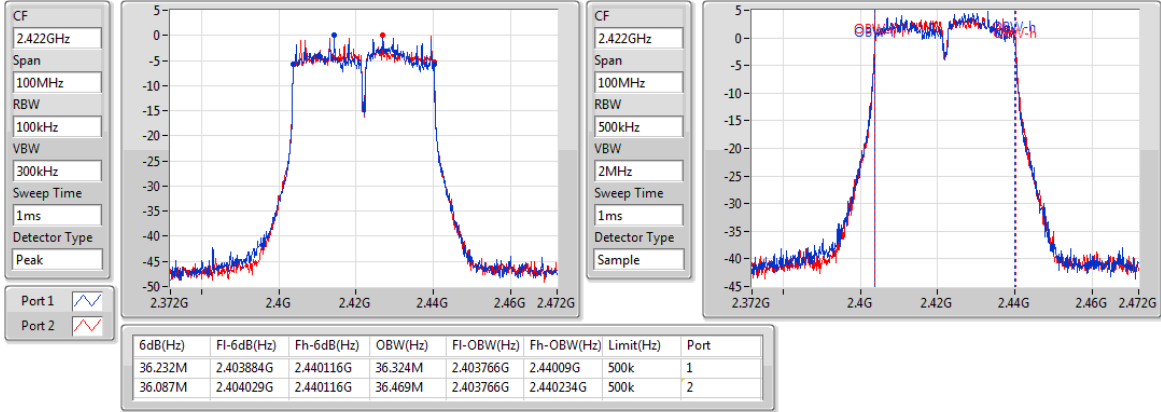 CF
2.422GHz
Span
100MHz
RBW
100kHz
VBW
300kHz
Sweep Time
1ms
Detector Type
Peak
Port 1
Port 2
5
0
-5
-10
-15
-20
-25
-30
-35
-40
-45
-50
2.372G 2.4G 2.42G 2.44G 2.46G 2.472G
CF
2.422GHz
Span
100MHz
RBW
500kHz
VBW
2MHz
Sweep Time
1ms
Detector Type
Sample
5
0
-5
-10
-15
-20
-25
-30
-35
-40
-45
OBW-h
2.372G 2.4G 2.42G 2.44G 2.46G 2.472G
6dB(Hz) Fl-6dB(Hz) Fh-6dB(Hz) OBW(Hz) Fl-OBW(Hz) Fh-OBW(Hz) Limit(Hz) Port
36.232M 2.403884G 2.440116G 36.324M 2.403766G 2.44009G 500k 1
36.087M 2.404029G 2.440116G 36.469M 2.403766G 2.440234G 500k 2